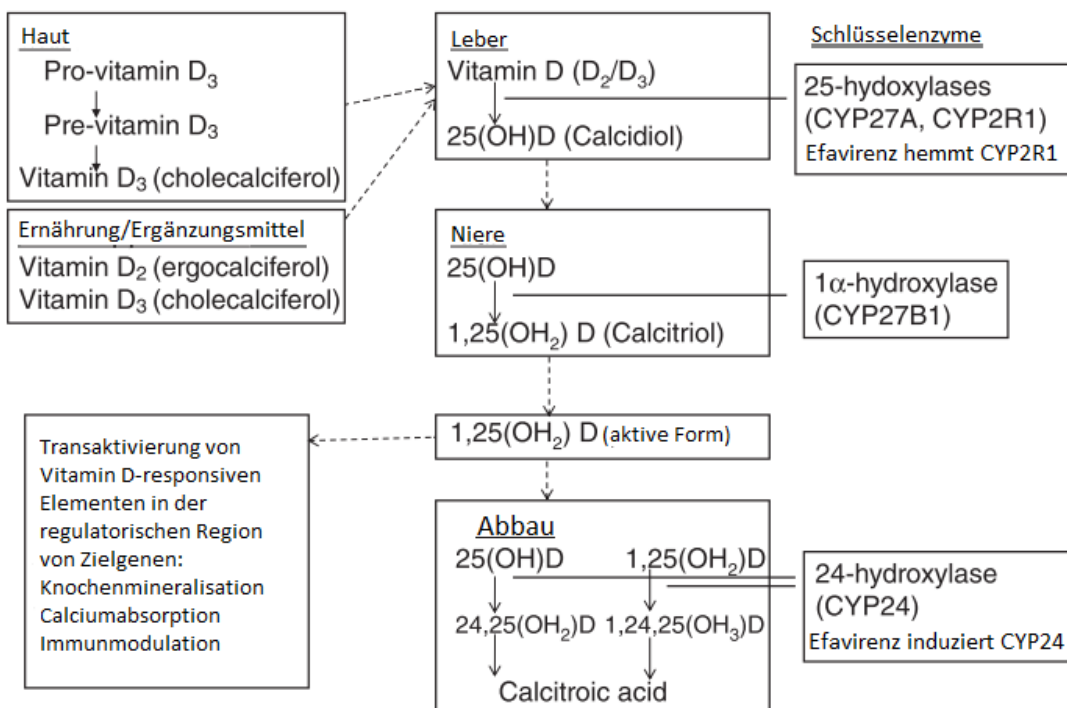 Haut
Pro-vitamin D₃
Pre-vitamin D₃
Vitamin D₃ (cholecalciferol)
Ernährung/Ergänzungsmittel
Vitamin D₂ (ergocalciferol)
Vitamin D₃ (cholecalciferol)
Leber
Vitamin D (D₂/D₃)
25(OH)D (Calcidiol)
Schlüsselenzyme
25-hydoxylases
(CYP27A, CYP2R1)
Efavirenz hemmt CYP2R1
Niere
25(OH)D
1,25(OH₂) D (Calcitriol)
1α-hydroxylase
(CYP27B1)
1,25(OH₂) D (aktive Form)
Transaktivierung von
Vitamin D-responsiven
Elementen in der
regulatorischen Region
von Zielgenen:
Knochenmineralisation
Calciumabsorption
Immunmodulation
Abbau
25(OH)D 1,25(OH₂)D
24,25(OH₂)D 1,24,25(OH₃)D
Calcitroic acid
24-hydroxylase
(CYP24)
Efavirenz induziert CYP24